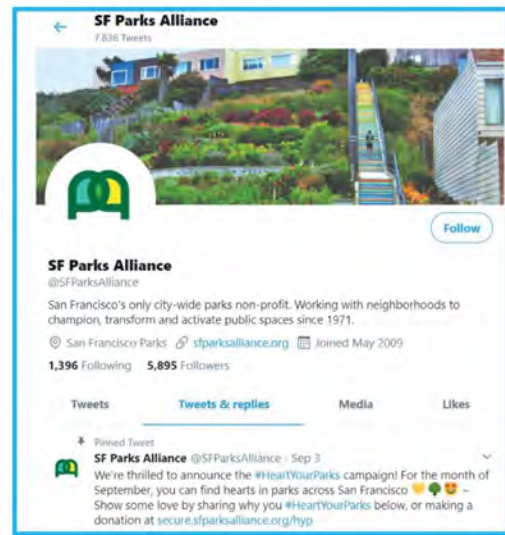 SF Parks Alliance
7,836 Tweets
Follow
SF Parks Alliance
@SFParksAlliance
San Francisco's only city-wide parks non-profit. Working with neighborhoods to
champion, transform and activate public spaces since 1971.
San Francisco Parks sfparksalliance.org Joined May 2009
1,396 Following 5,895 Followers
Tweets Tweets & replies Media Likes
Pinned Tweet
SF Parks Alliance @SFParksAlliance · Sep 3
We're thrilled to announce the #HeartYourParks campaign! For the month of
September, you can find hearts in parks across San Francisco 💛🌳😍 ~
Show some love by sharing why you #HeartYourParks below, or making a
donation at secure.sfparksalliance.org/hyp